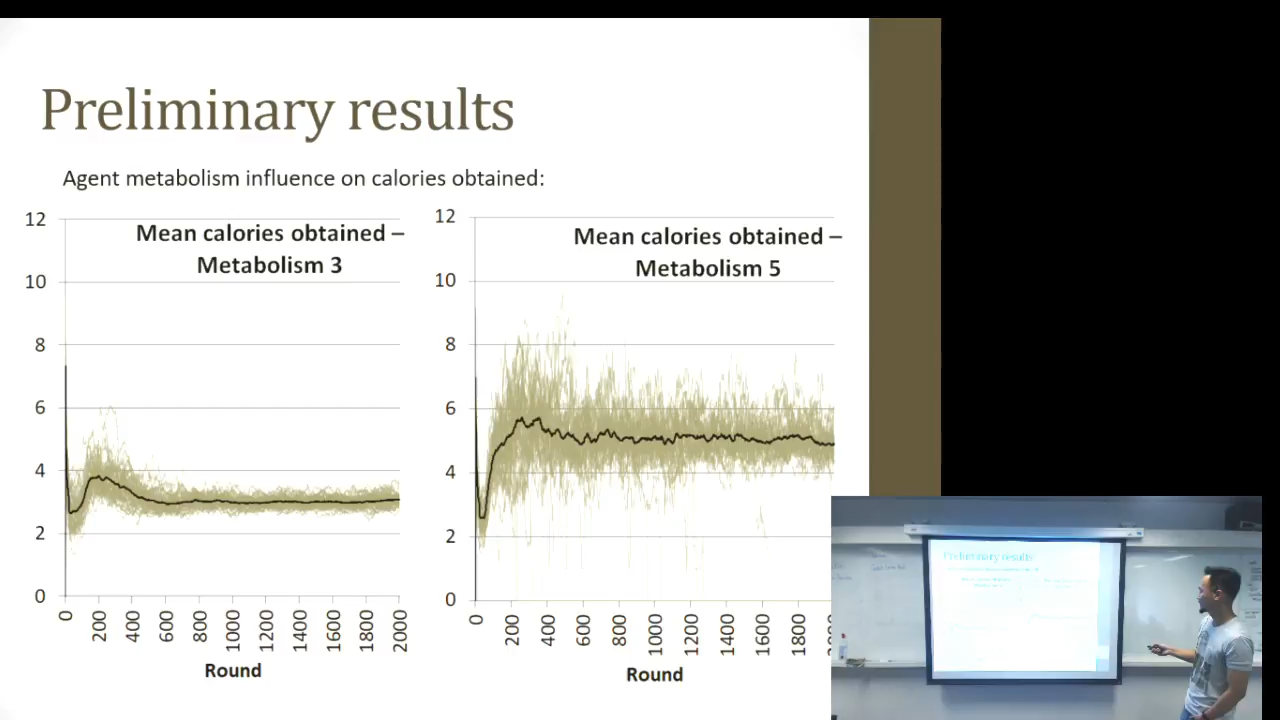 Preliminary results
Agent metabolism influence on calories obtained:
Mean calories obtained –
Metabolism 3
12
10
8
6
4
2
0
0 200 400 600 800 1000 1200 1400 1600 1800 2000
Round
Mean calories obtained –
Metabolism 5
12
10
8
6
4
2
0
0 200 400 600 800 1000 1200 1400 1600 1800
Round
Preliminary results